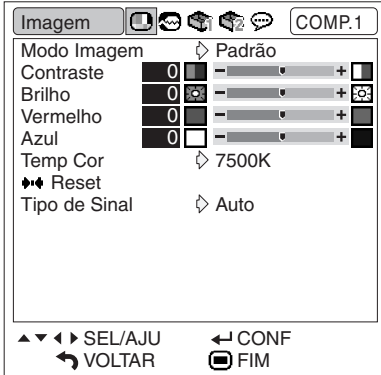 Imagem COMP.1
Modo Imagem Padrão
Contraste 0 - +
Brilho 0 - +
Vermelho 0 - +
Azul 0 - +
Temp Cor 7500K
Reset
Tipo de Sinal Auto
SEL/AJU CONF
VOLTAR FIM